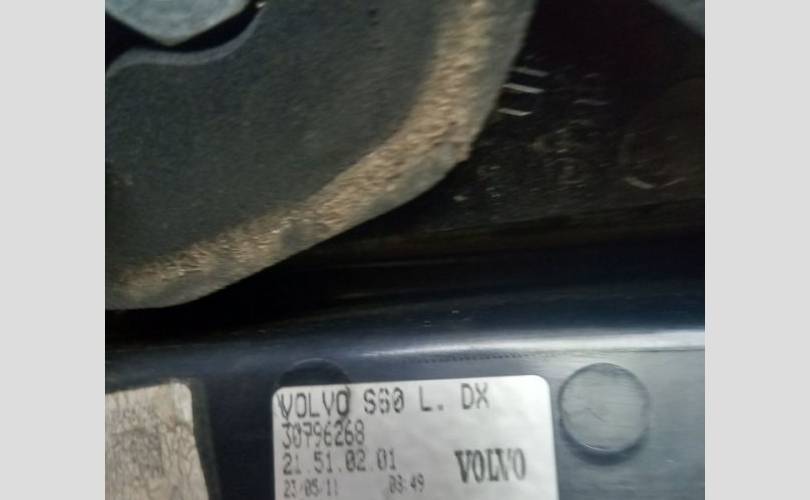 VOLVO S60 L. DX
30796268
21.51.02.01
VOLVO
23/05/11 08:49